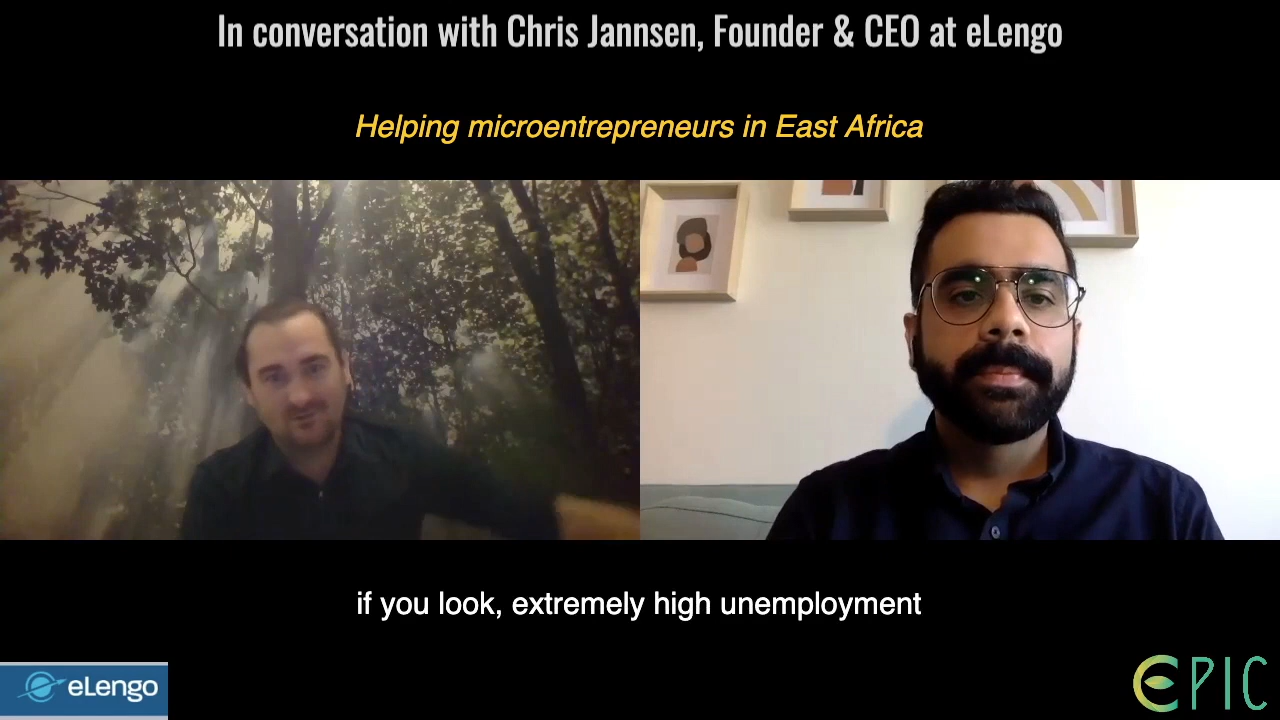 In conversation with Chris Jannsen, Founder & CEO at eLengo
Helping microentrepreneurs in East Africa
if you look, extremely high unemployment
eLengo
EPIC